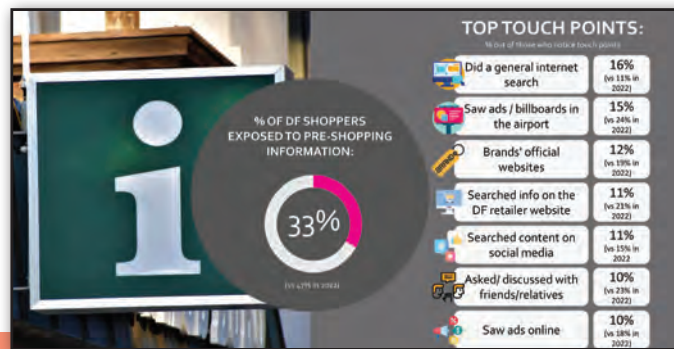 i
% OF DF SHOPPERS
EXPOSED TO PRE-SHOPPING
INFORMATION:
33%
(vs 47% in 2022)
TOP TOUCH POINTS:
% out of those who notice touch points
Did a general internet
search
16%
(vs 11% in
2022)
Saw ads / billboards in
the airport
15%
(vs 24% in
2022)
Brands' official
websites
12%
(vs 19% in
2022)
Searched info on the
DF retailer website
11%
(vs 21% in
2022)
Searched content on
social media
11%
(vs 15% in
2022
Asked/ discussed with
friends/relatives
10%
(vs 23% in
2022)
Saw ads online
10%
(vs 18% in
2022)